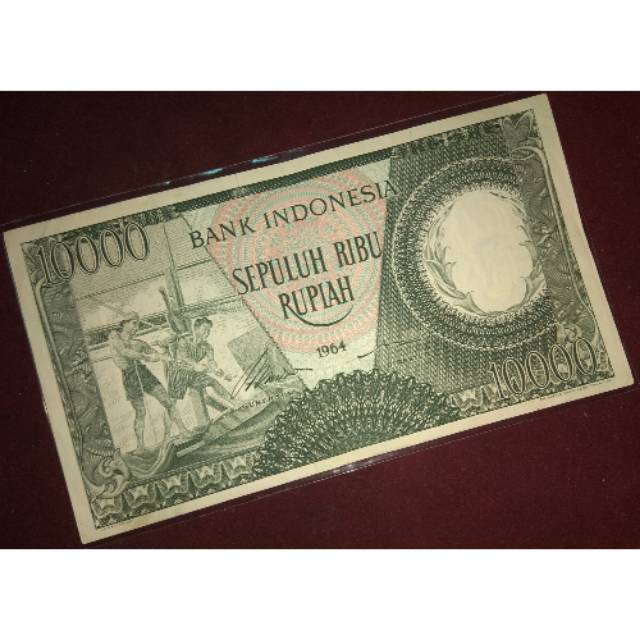 10000
BANK INDONESIA
SEPULUH RIBU
RUPIAH
1964
10000